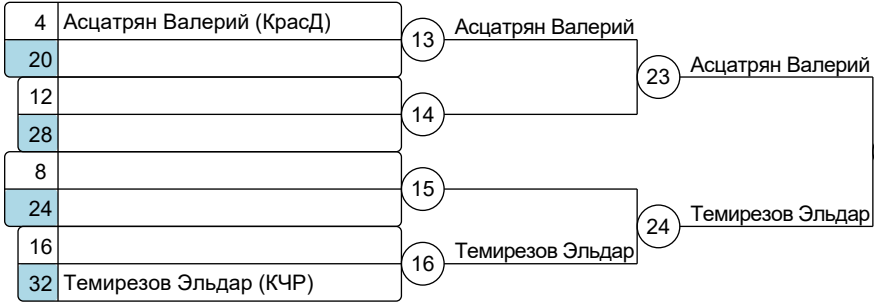 4 Асцатрян Валерий (КрасД)
20
12
28
8
24
16
32 Темирезов Эльдар (КЧР)
13 Асцатрян Валерий
14
15
16 Темирезов Эльдар
23 Асцатрян Валерий
24 Темирезов Эльдар